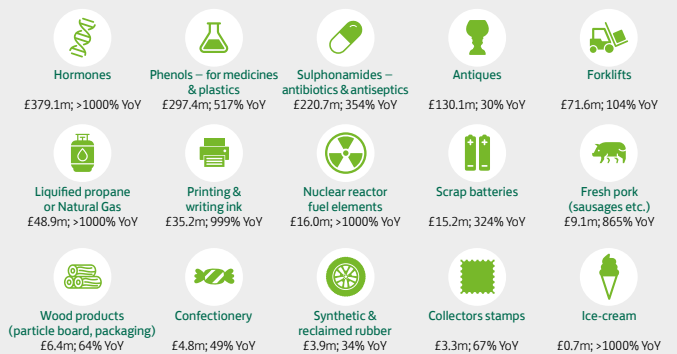 Hormones
£379.1m; >1000% YoY
Phenols – for medicines
& plastics
£297.4m; 517% YoY
Sulphonamides –
antibiotics & antiseptics
£220.7m; 354% YoY
Antiques
£130.1m; 30% YoY
Forklifts
£71.6m; 104% YoY
Liquified propane
or Natural Gas
£48.9m; >1000% YoY
Printing &
writing ink
£35.2m; 999% YoY
Nuclear reactor
fuel elements
£16.0m; >1000% YoY
Scrap batteries
£15.2m; 324% YoY
Fresh pork
(sausages etc.)
£9.1m; 865% YoY
Wood products
(particle board, packaging)
£6.4m; 64% YoY
Confectionery
£4.8m; 49% YoY
Synthetic &
reclaimed rubber
£3.9m; 34% YoY
Collectors stamps
£3.3m; 67% YoY
Ice-cream
£0.7m; >1000% YoY